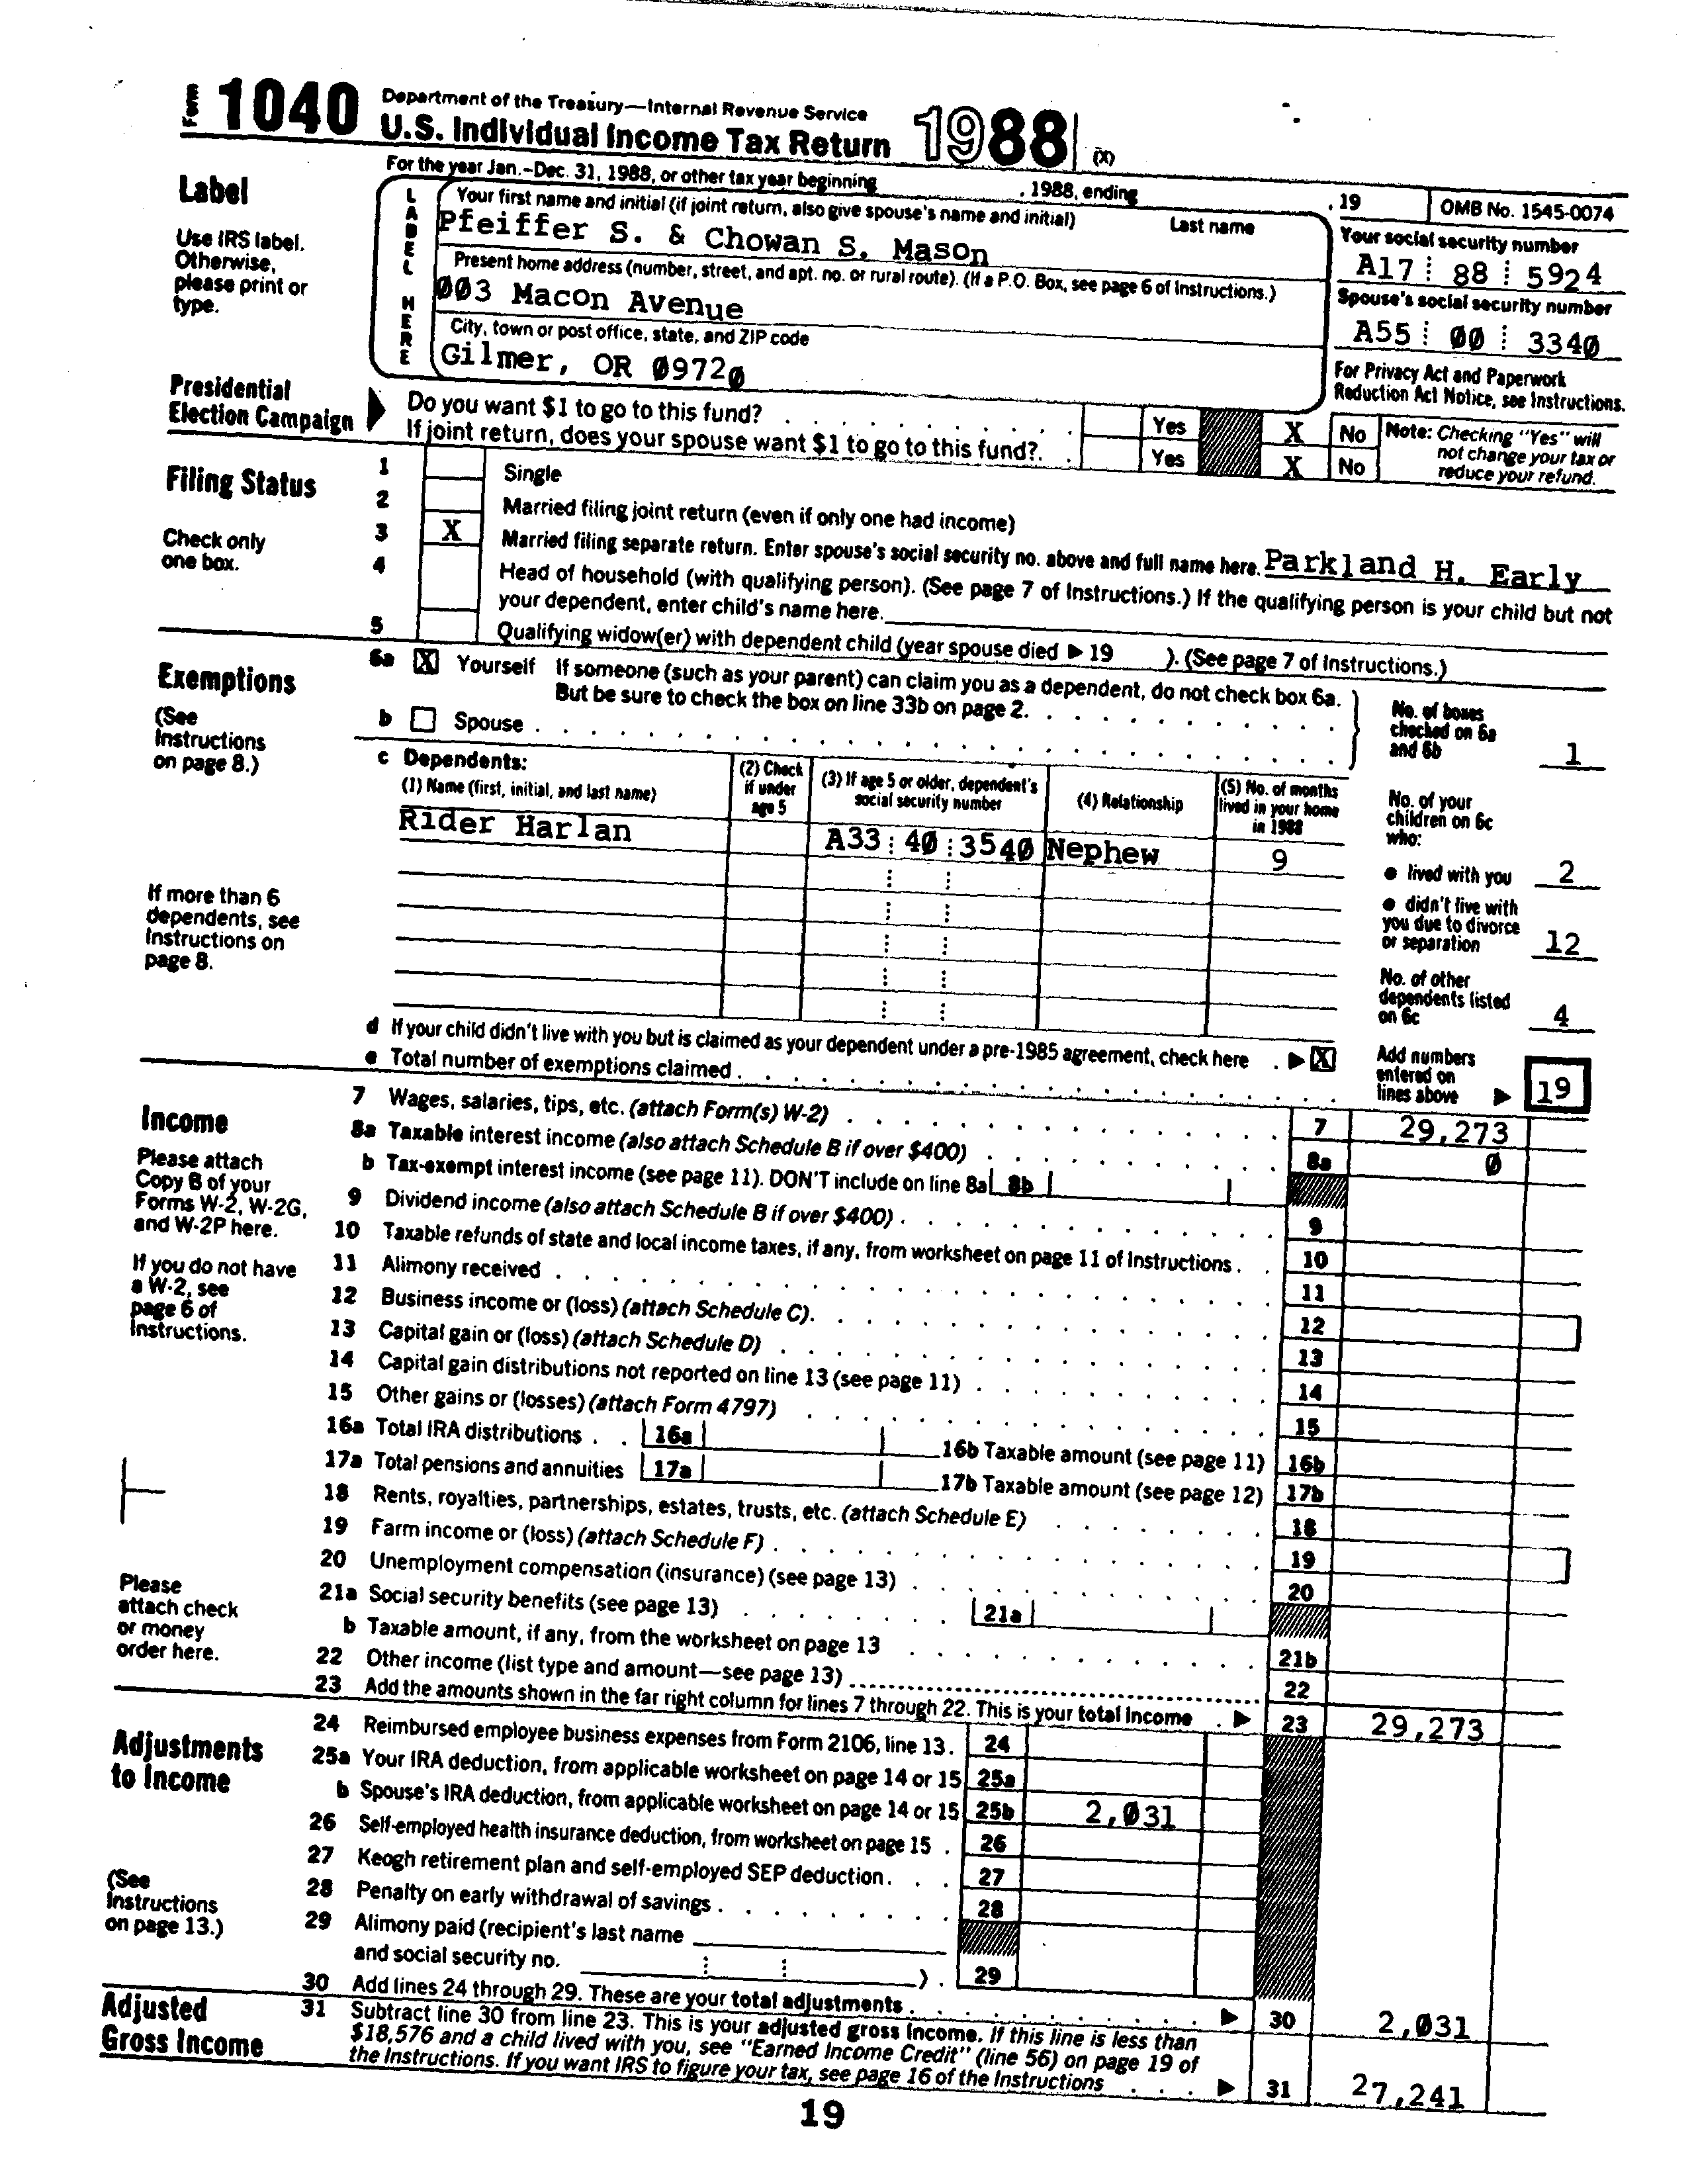 Form 1040 Department of the Treasury—Internal Revenue Service
U.S. Individual Income Tax Return 1988 (X)
For the year Jan.-Dec. 31, 1988, or other tax year beginning , 1988, ending , 19 OMB No. 1545-0074
Label
Use IRS label.
Otherwise,
please print or
type.
LABEL HERE
Your first name and initial (if joint return, also give spouse's name and initial) Last name
Pfeiffer S. & Chowan S. Mason
Your social security number
A17 88 5924
Present home address (number, street, and apt. no. or rural route). (If a P.O. Box, see page 6 of Instructions.)
003 Macon Avenue
Spouse's social security number
A55 00 3340
City, town or post office, state, and ZIP code
Gilmer, OR 09720
For Privacy Act and Paperwork
Reduction Act Notice, see Instructions.
Presidential
Election Campaign
Do you want $1 to go to this fund? Yes X No
If joint return, does your spouse want $1 to go to this fund? Yes X No
Note: Checking "Yes" will
not change your tax or
reduce your refund.
Filing Status
Check only
one box.
1 Single
2 Married filing joint return (even if only one had income)
3 X Married filing separate return. Enter spouse's social security no. above and full name here. Parkland H. Early
4 Head of household (with qualifying person). (See page 7 of Instructions.) If the qualifying person is your child but not
your dependent, enter child's name here.
5 Qualifying widow(er) with dependent child (year spouse died ▶ 19 ). (See page 7 of Instructions.)
Exemptions
(See
Instructions
on page 8.)
6a X Yourself If someone (such as your parent) can claim you as a dependent, do not check box 6a.
But be sure to check the box on line 33b on page 2.
b Spouse
No. of boxes
checked on 6a
and 6b 1
c Dependents:
(1) Name (first, initial, and last name)
(2) Check
if under
age 5
(3) If age 5 or older, dependent's
social security number
(4) Relationship
(5) No. of months
lived in your home
in 1988
Rider Harlan A33 40 3540 Nephew 9
No. of your
children on 6c
who:
● lived with you 2
● didn't live with
you due to divorce
or separation 12
No. of other
dependents listed
on 6c 4
If more than 6
dependents, see
Instructions on
page 8.
d If your child didn't live with you but is claimed as your dependent under a pre-1985 agreement, check here ▶ X
e Total number of exemptions claimed
Add numbers
entered on
lines above ▶ 19
Income
Please attach
Copy B of your
Forms W-2, W-2G,
and W-2P here.
If you do not have
a W-2, see
page 6 of
Instructions.
Please
attach check
or money
order here.
7 Wages, salaries, tips, etc. (attach Form(s) W-2) 7 29,273
8a Taxable interest income (also attach Schedule B if over $400) 8a 0
b Tax-exempt interest income (see page 11). DON'T include on line 8a 8b
9 Dividend income (also attach Schedule B if over $400) 9
10 Taxable refunds of state and local income taxes, if any, from worksheet on page 11 of Instructions 10
11 Alimony received 11
12 Business income or (loss) (attach Schedule C) 12
13 Capital gain or (loss) (attach Schedule D) 13
14 Capital gain distributions not reported on line 13 (see page 11) 14
15 Other gains or (losses) (attach Form 4797) 15
16a Total IRA distributions 16a 16b Taxable amount (see page 11) 16b
17a Total pensions and annuities 17a 17b Taxable amount (see page 12) 17b
18 Rents, royalties, partnerships, estates, trusts, etc. (attach Schedule E) 18
19 Farm income or (loss) (attach Schedule F) 19
20 Unemployment compensation (insurance) (see page 13) 20
21a Social security benefits (see page 13) 21a
b Taxable amount, if any, from the worksheet on page 13 21b
22 Other income (list type and amount—see page 13) 22
23 Add the amounts shown in the far right column for lines 7 through 22. This is your total income ▶ 23 29,273
Adjustments
to Income
(See
Instructions
on page 13.)
24 Reimbursed employee business expenses from Form 2106, line 13. 24
25a Your IRA deduction, from applicable worksheet on page 14 or 15 25a
b Spouse's IRA deduction, from applicable worksheet on page 14 or 15 25b 2,031
26 Self-employed health insurance deduction, from worksheet on page 15 26
27 Keogh retirement plan and self-employed SEP deduction 27
28 Penalty on early withdrawal of savings 28
29 Alimony paid (recipient's last name
and social security no. ). 29
30 Add lines 24 through 29. These are your total adjustments ▶ 30 2,031
Adjusted
Gross Income
31 Subtract line 30 from line 23. This is your adjusted gross income. If this line is less than
$18,576 and a child lived with you, see "Earned Income Credit" (line 56) on page 19 of
the Instructions. If you want IRS to figure your tax, see page 16 of the Instructions ▶ 31 27,241
19